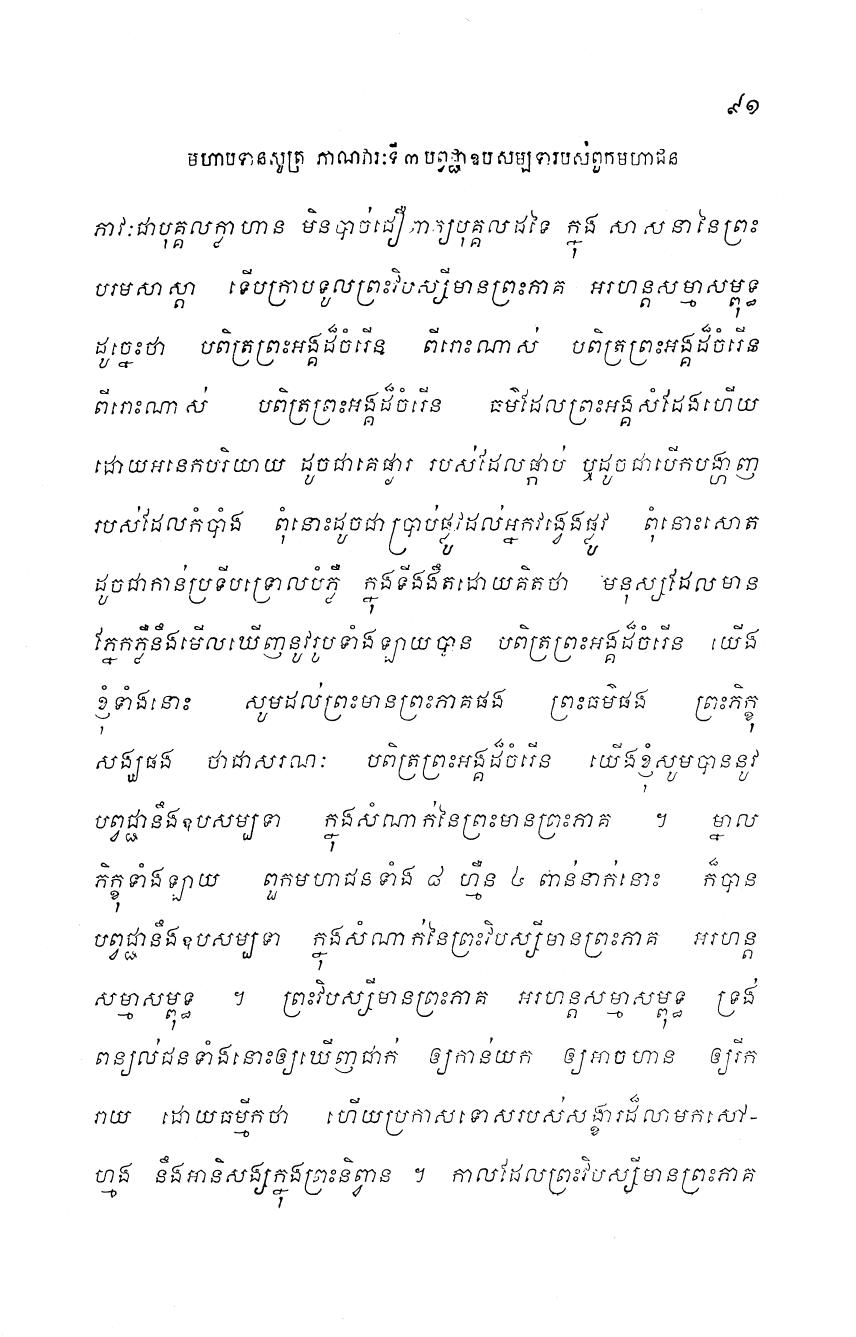 ៩១
មហាបទានសូត្រ ភាណវារៈទី ៣ បព្វជ្ជាឧបសម្បទារបស់ពួកមហាជន
ភាវៈជាបុគ្គលក្លាហាន មិនបាច់ជឿ ភាក្យបុគ្គលដទៃ ក្នុង សាសនានៃព្រះ
បរមសាស្តា ទើបក្រាបទូលព្រះវិបស្សីមានព្រះភាគ អរហន្តសម្មាសម្ពុទ្ធ
ដូច្នេះថា បពិត្រព្រះអង្គដ៏ចំរើន ពីរោះណាស់ បពិត្រព្រះអង្គដ៏ចំរើន
ពីរោះណាស់ បពិត្រព្រះអង្គដ៏ចំរើន ធម៌ដែលព្រះអង្គសំដែងហើយ
ដោយអនេកបរិយាយ ដូចជាគេផ្ងារ របស់ដែលផ្កាប់ ឬដូចជាបើកបង្ហាញ
របស់ដែលកំបាំង ពុំនោះដូចជាប្រាប់ផ្លូវដល់អ្នកវង្វេងផ្លូវ ពុំនោះសោត
ដូចជាកាន់ប្រទីបទ្រោលបំភ្លឺ ក្នុងទីងងឹតដោយគិតថា មនុស្សដែលមាន
ភ្នែកភ្លឺនឹងមើលឃើញនូវរូបទាំងឡាយបាន បពិត្រព្រះអង្គដ៏ចំរើន យើង
ខ្ញុំទាំងនោះ សូមដល់ព្រះមានព្រះភាគផង ព្រះធម៌ផង ព្រះភិក្ខុ
សង្ឃផង ថាជាសរណៈ បពិត្រព្រះអង្គដ៏ចំរើន យើងខ្ញុំសូមបាននូវ
បព្វជ្ជានឹងឧបសម្បទា ក្នុងសំណាក់នៃព្រះមានព្រះភាគ ។ ម្នាល
ភិក្ខុទាំងឡាយ ពួកមហាជនទាំង ៨ ហ្មឺន ៤ ពាន់នាក់នោះ ក៏បាន
បព្វជ្ជានឹងឧបសម្បទា ក្នុងសំណាក់នៃព្រះវិបស្សីមានព្រះភាគ អរហន្ត
សម្មាសម្ពុទ្ធ ។ ព្រះវិបស្សីមានព្រះភាគ អរហន្តសម្មាសម្ពុទ្ធ ទ្រង់
ពន្យល់ជនទាំងនោះឲ្យឃើញជាក់ ឲ្យកាន់យក ឲ្យអាចហាន ឲ្យរីក
រាយ ដោយធម្មីកថា ហើយប្រកាសទោសរបស់សង្ខារដ៏លាមកសៅ-
ហ្មង នឹងអានិសង្សក្នុងព្រះនិព្វាន ។ កាលដែលព្រះវិបស្សីមានព្រះភាគ